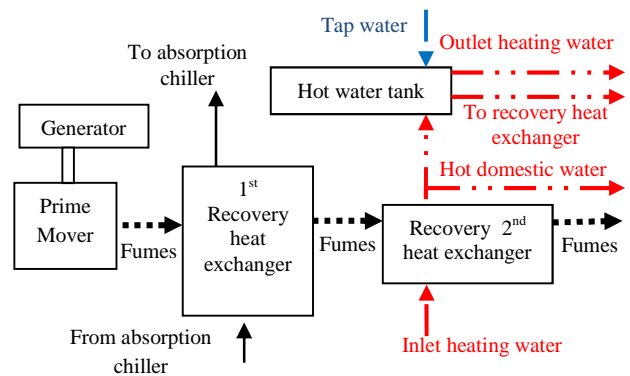 Tap water
To absorption
chiller
Outlet heating water
Hot water tank
To recovery heat
exchanger
Generator
Hot domestic water
1st
Recovery
heat
exchanger
Prime
Mover
Fumes
Fumes
Recovery 2nd
heat exchanger
Fumes
From absorption
chiller
Inlet heating water